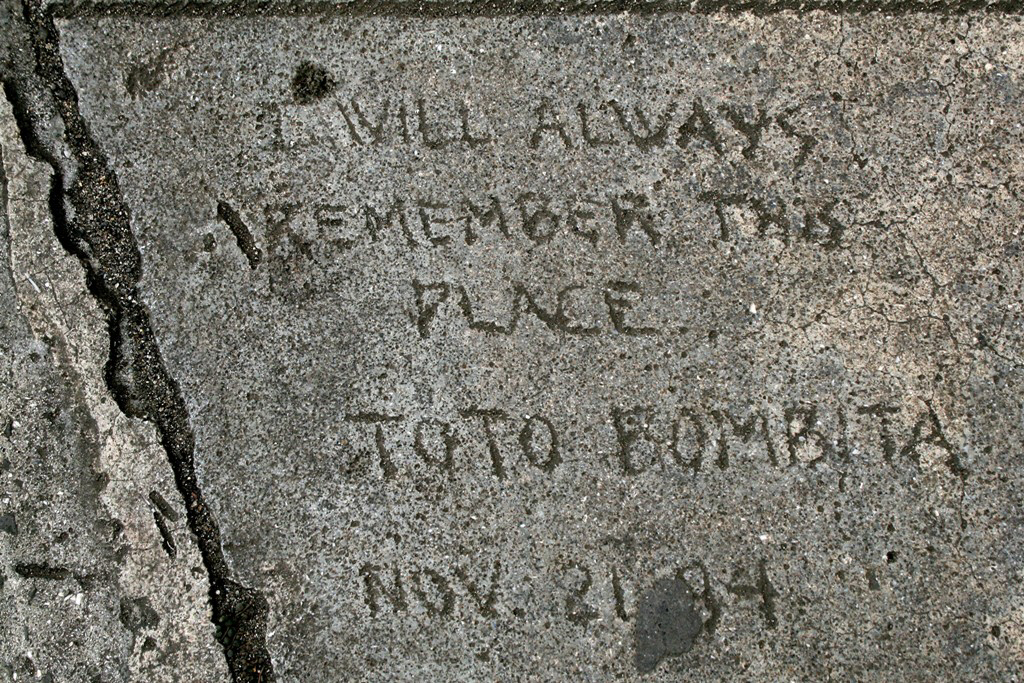 I WILL ALWAYS
REMEMBER THIS
PLACE.
TOTO BOMBITA
NOV 21 94